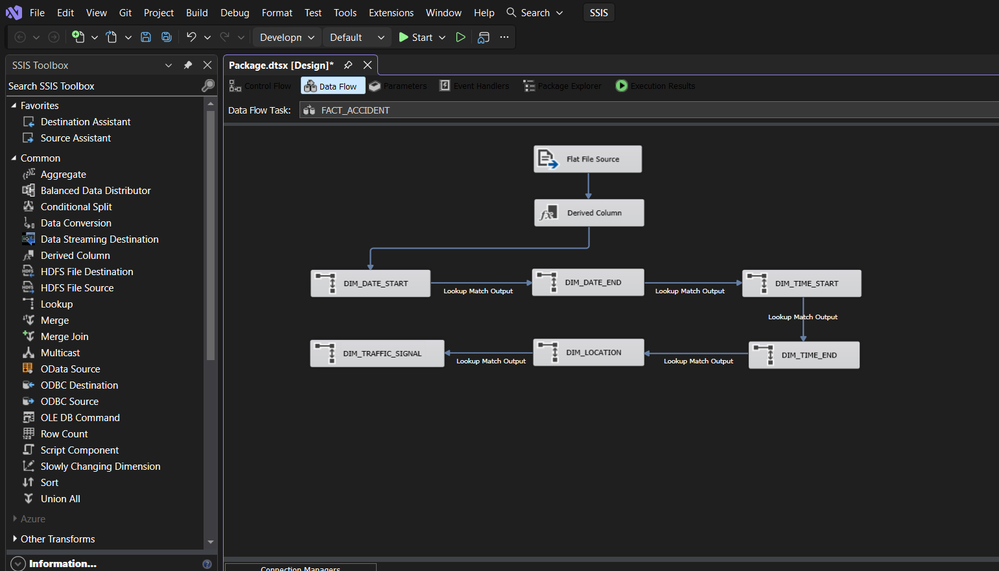 File Edit View Git Project Build Debug Format Test Tools Extensions Window Help Search SSIS
Developn Default Start
SSIS Toolbox
Search SSIS Toolbox
Favorites
Destination Assistant
Source Assistant
Common
Aggregate
Balanced Data Distributor
Conditional Split
Data Conversion
Data Streaming Destination
Derived Column
HDFS File Destination
HDFS File Source
Lookup
Merge
Merge Join
Multicast
OData Source
ODBC Destination
ODBC Source
OLE DB Command
Row Count
Script Component
Slowly Changing Dimension
Sort
Union All
Azure
Other Transforms
Information...
Package.dtsx [Design]*
Control Flow Data Flow Parameters Event Handlers Package Explorer Execution Results
Data Flow Task: FACT_ACCIDENT
Flat File Source
Derived Column
DIM_DATE_START
Lookup Match Output
DIM_DATE_END
Lookup Match Output
DIM_TIME_START
Lookup Match Output
DIM_TRAFFIC_SIGNAL
Lookup Match Output
DIM_LOCATION
Lookup Match Output
DIM_TIME_END
Connection Managers